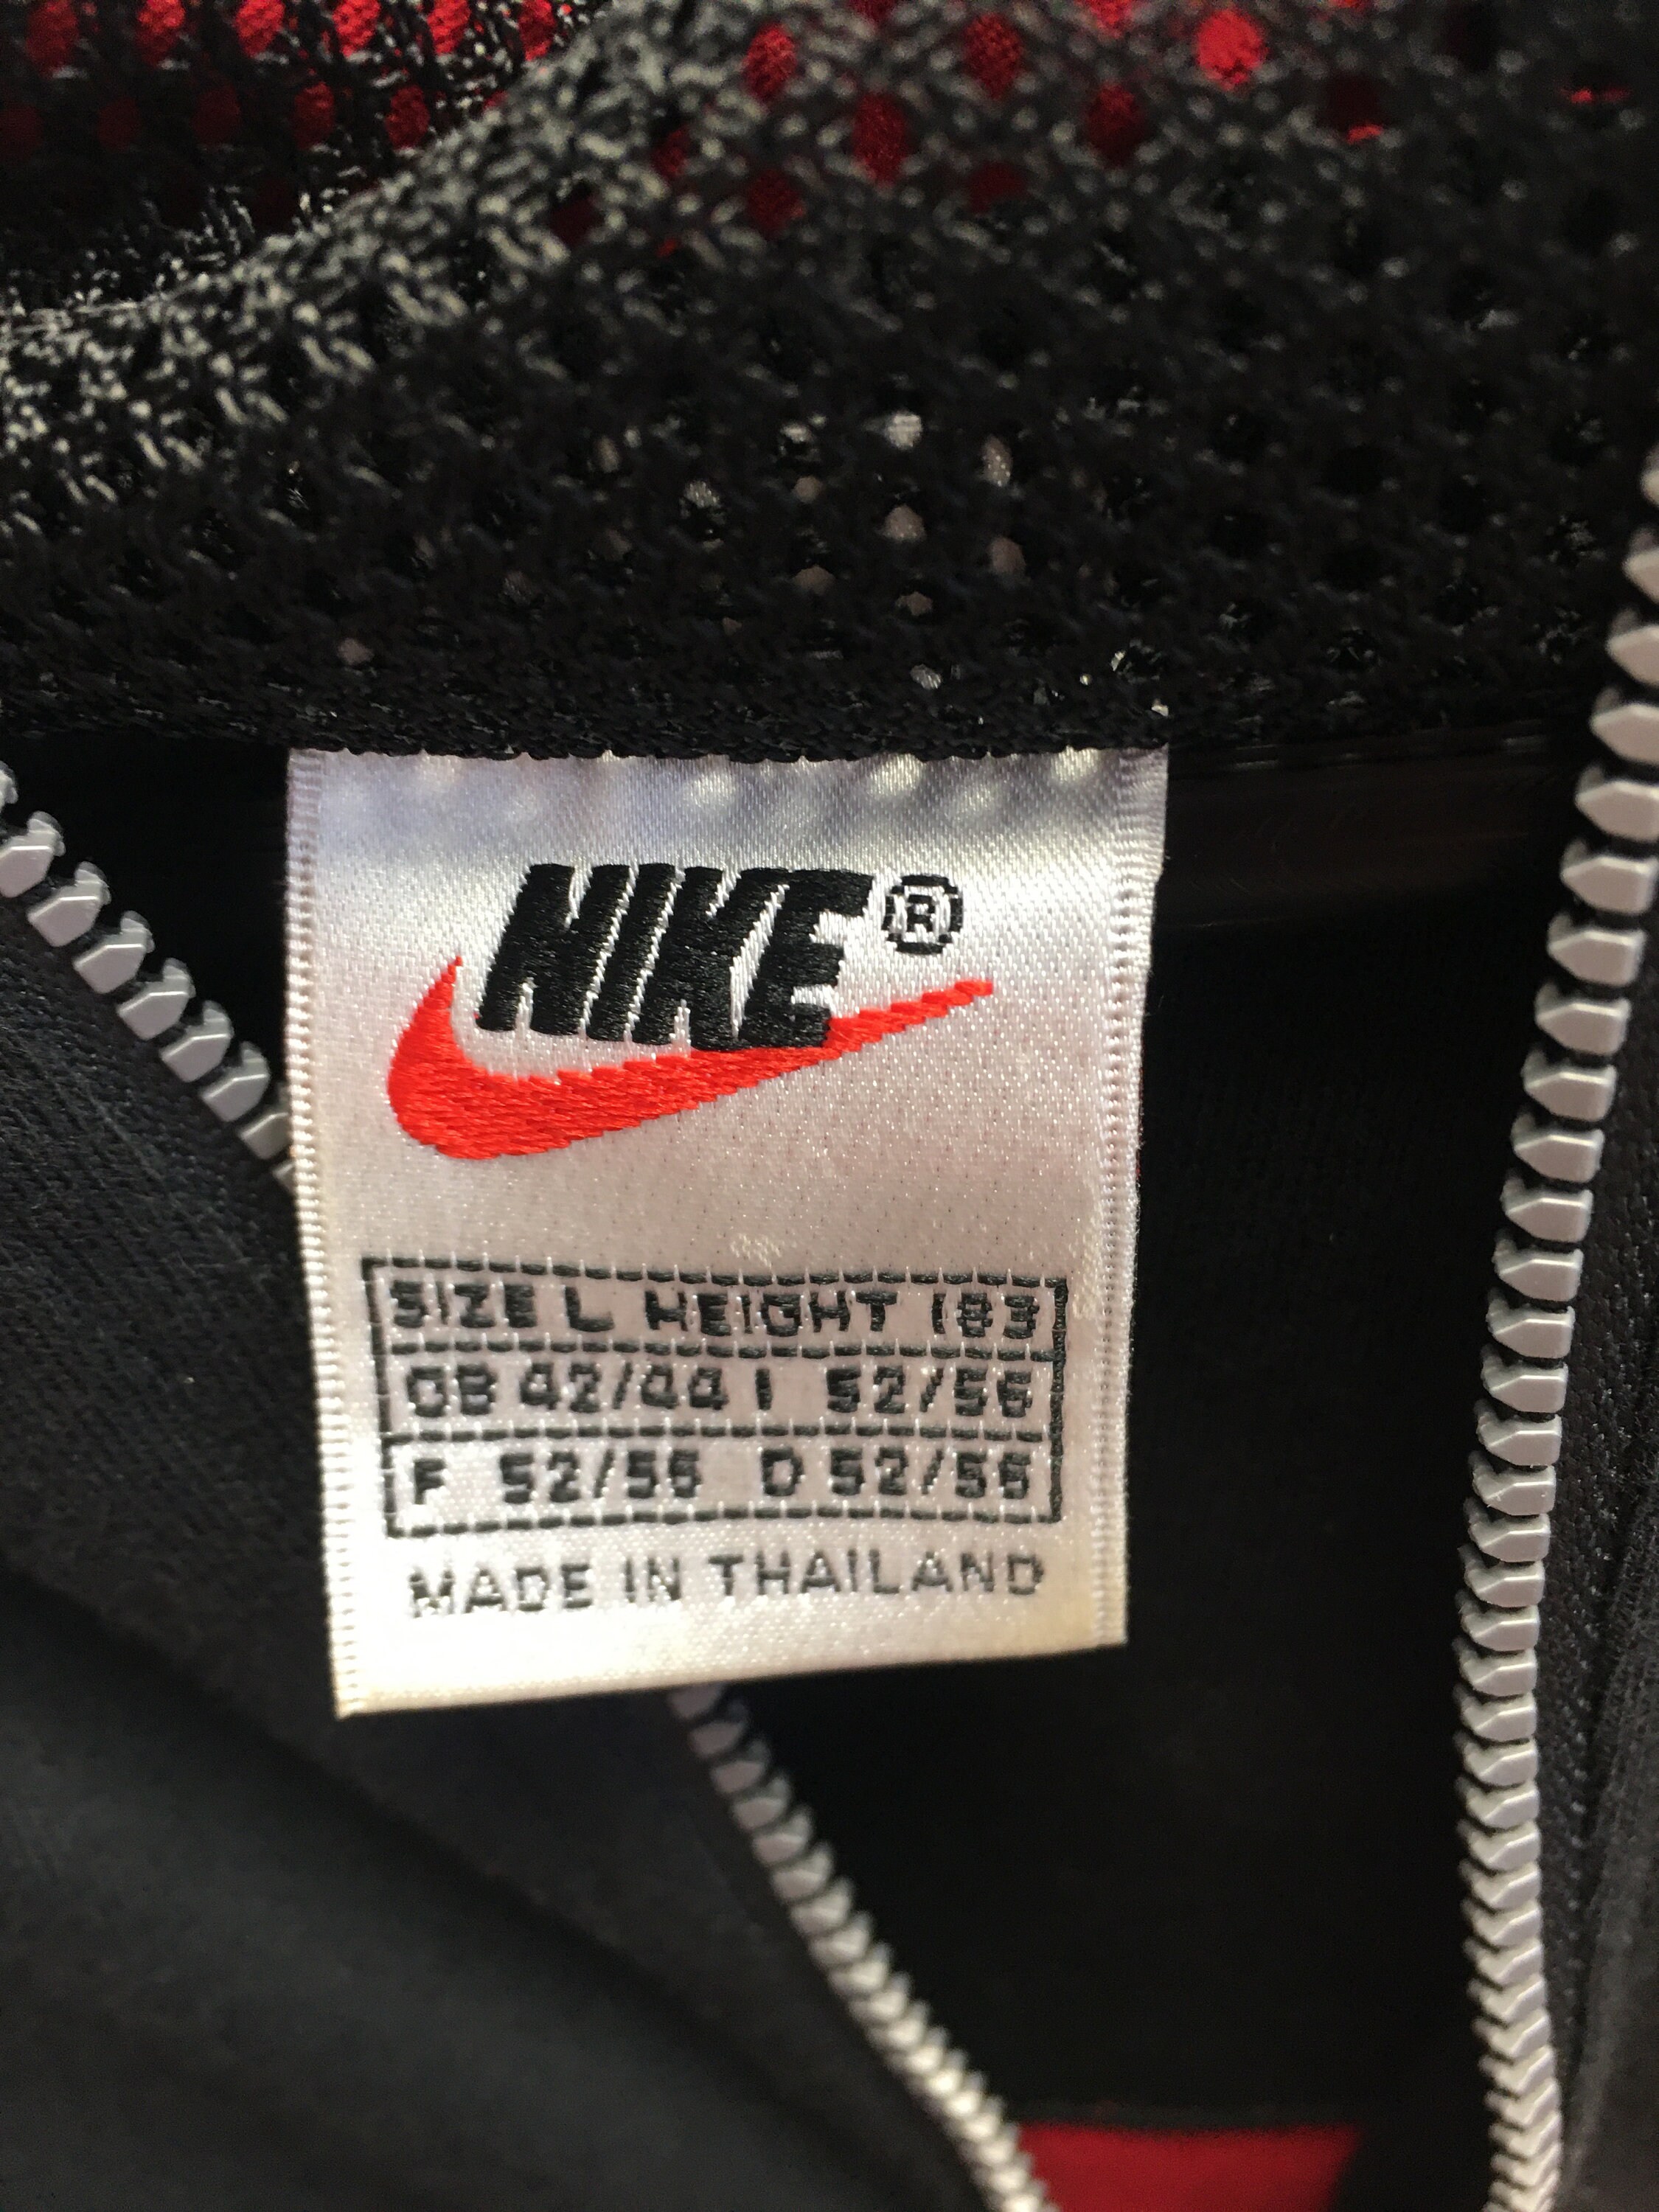 NIKE®
SIZE L HEIGHT 183
GB 42/44 I 52/56
F 52/56 D 52/56
MADE IN THAILAND